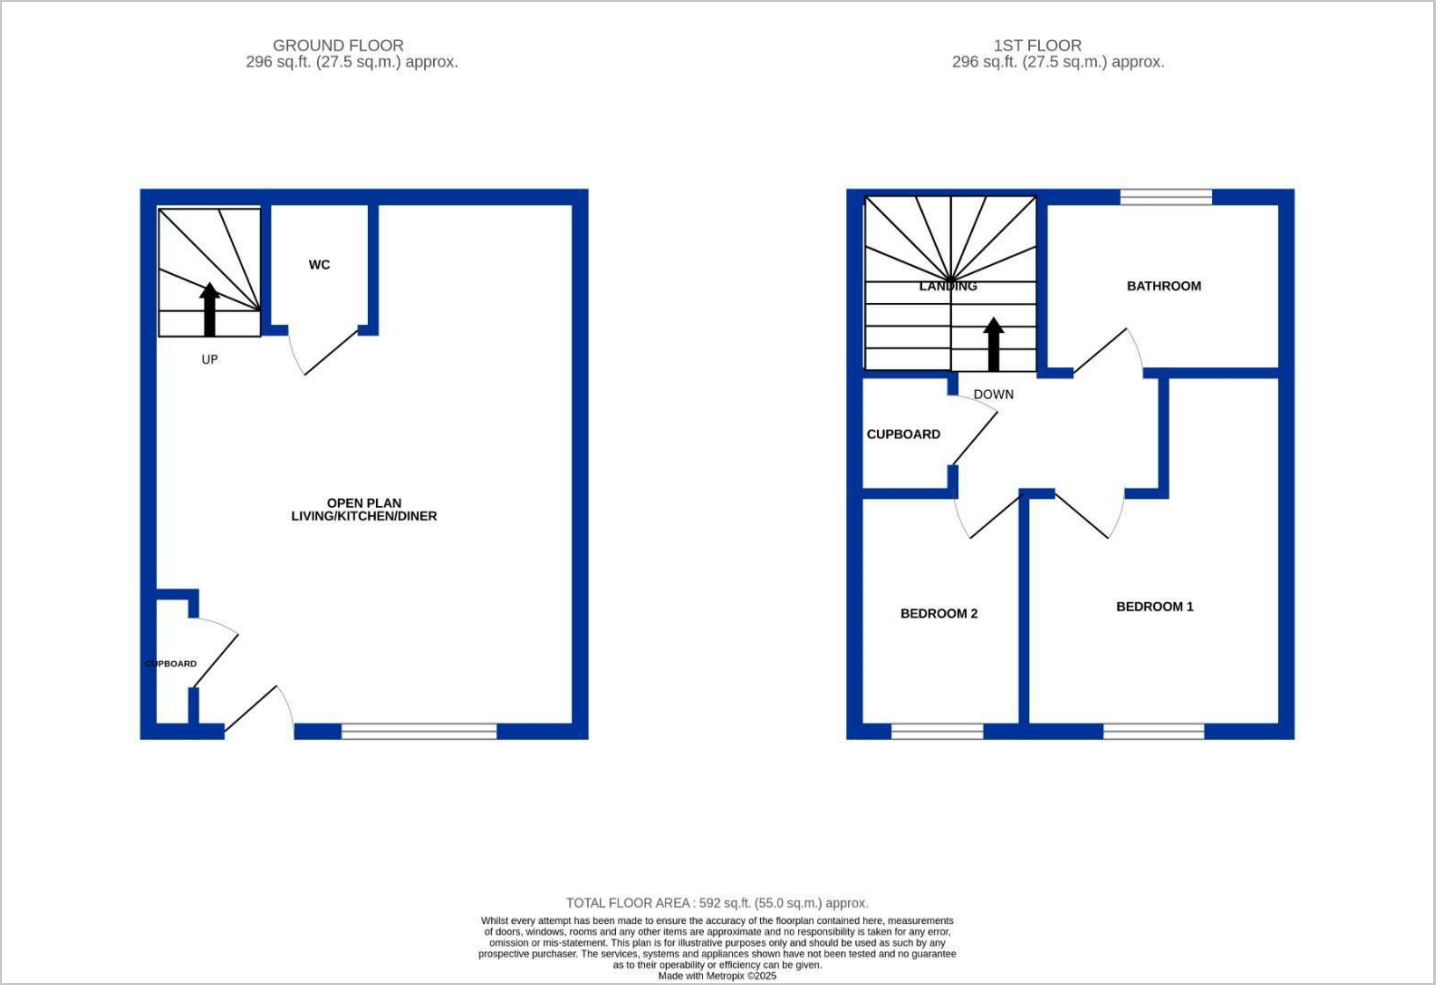 GROUND FLOOR
296 sq.ft. (27.5 sq.m.) approx.
1ST FLOOR
296 sq.ft. (27.5 sq.m.) approx.
WC
UP
OPEN PLAN
LIVING/KITCHEN/DINER
CUPBOARD
LANDING
BATHROOM
DOWN
CUPBOARD
BEDROOM 2
BEDROOM 1
TOTAL FLOOR AREA : 592 sq.ft. (55.0 sq.m.) approx.
Whilst every attempt has been made to ensure the accuracy of the floorplan contained here, measurements
of doors, windows, rooms and any other items are approximate and no responsibility is taken for any error,
omission or mis-statement. This plan is for illustrative purposes only and should be used as such by any
prospective purchaser. The services, systems and appliances shown have not been tested and no guarantee
as to their operability or efficiency can be given.
Made with Metropix ©2025